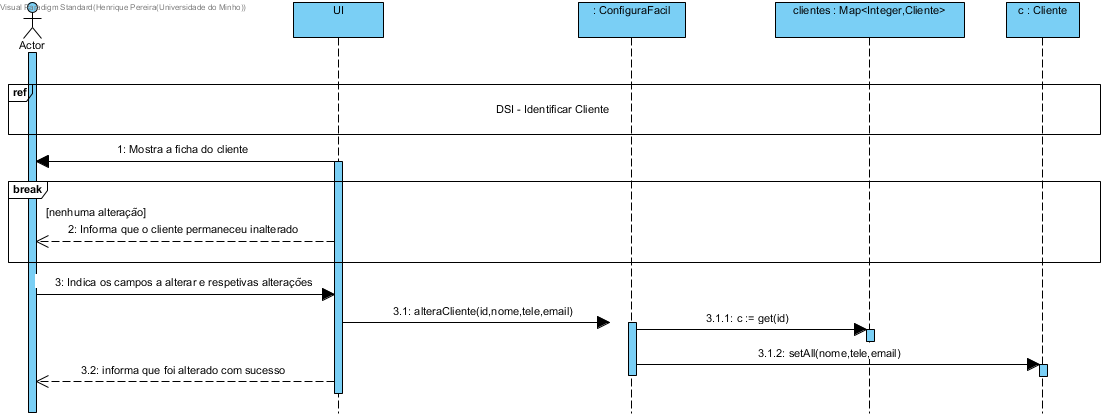 Visual Paradigm Standard(Henrique Pereira(Universidade do Minho))
UI
: ConfiguraFacil
clientes : Map<Integer,Cliente>
c : Cliente
Actor
ref
DSI - Identificar Cliente
1: Mostra a ficha do cliente
break
[nenhuma alteração]
2: Informa que o cliente permaneceu inalterado
3: Indica os campos a alterar e respetivas alterações
3.1: alteraCliente(id,nome,tele,email)
3.1.1: c := get(id)
3.1.2: setAll(nome,tele,email)
3.2: informa que foi alterado com sucesso